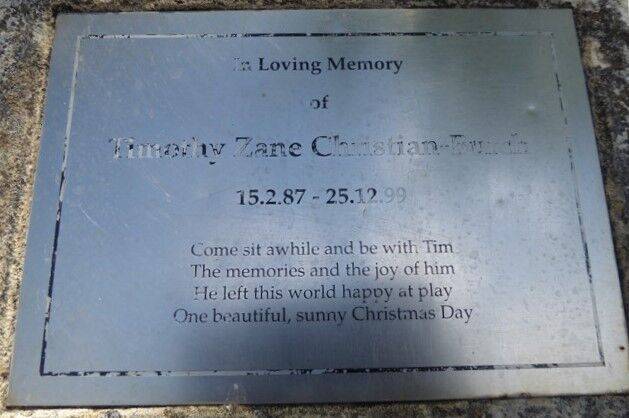 In Loving Memory
of
Timothy Zane Christian-Burch
15.2.87 - 25.12.99
Come sit awhile and be with Tim
The memories and the joy of him
He left this world happy at play
One beautiful, sunny Christmas Day